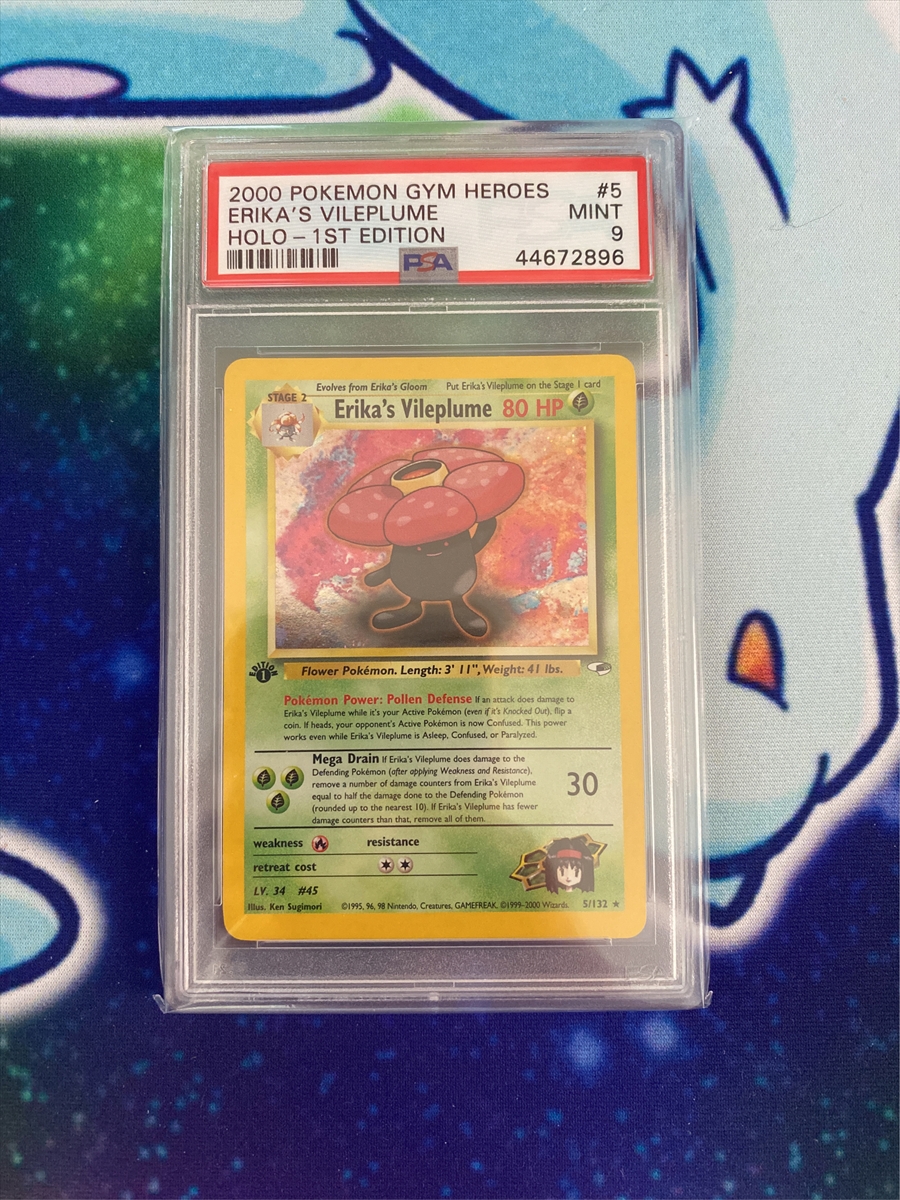 2000 POKEMON GYM HEROES #5
ERIKA'S VILEPLUME MINT
HOLO – 1ST EDITION 9
PSA 44672896
Evolves from Erika's Gloom Put Erika's Vileplume on the Stage 1 card
STAGE 2
Erika's Vileplume 80 HP
EDITION 1
Flower Pokémon. Length: 3' 11", Weight: 41 lbs.
Pokémon Power: Pollen Defense If an attack does damage to
Erika's Vileplume while it's your Active Pokémon (even if it's Knocked Out), flip a
coin. If heads, your opponent's Active Pokémon is now Confused. This power
works even while Erika's Vileplume is Asleep, Confused, or Paralyzed.
Mega Drain If Erika's Vileplume does damage to the
Defending Pokémon (after applying Weakness and Resistance),
remove a number of damage counters from Erika's Vileplume
equal to half the damage done to the Defending Pokémon
(rounded up to the nearest 10). If Erika's Vileplume has fewer
damage counters than that, remove all of them.
30
weakness resistance
retreat cost
LV. 34 #45
Illus. Ken Sugimori ©1995, 96, 98 Nintendo, Creatures, GAMEFREAK. ©1999-2000 Wizards. 5/132 ★